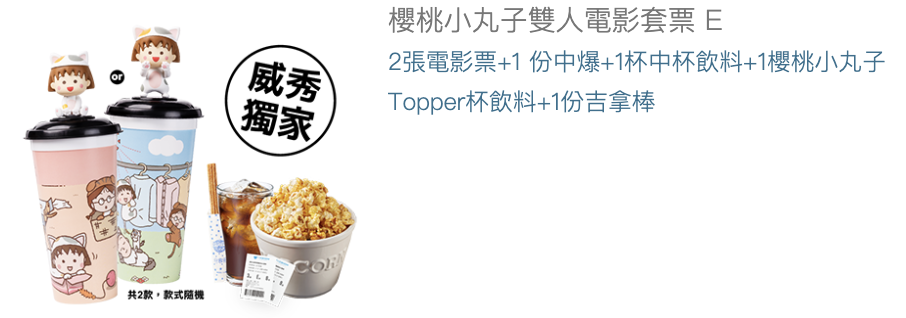 櫻桃小丸子雙人電影套票 E
2張電影票+1 份中爆+1杯中杯飲料+1櫻桃小丸子
Topper杯飲料+1份吉拿棒
or
威秀
獨家
CORN
共2款，款式隨機